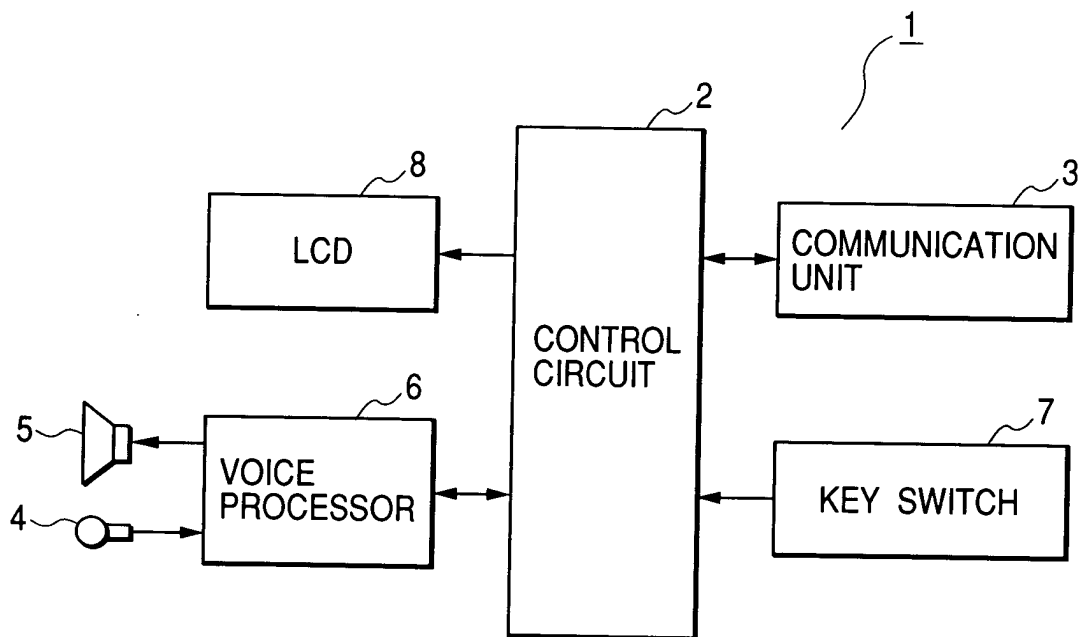 1
2
8
3
LCD
COMMUNICATION
UNIT
CONTROL
CIRCUIT
6
7
5
VOICE
PROCESSOR
KEY SWITCH
4